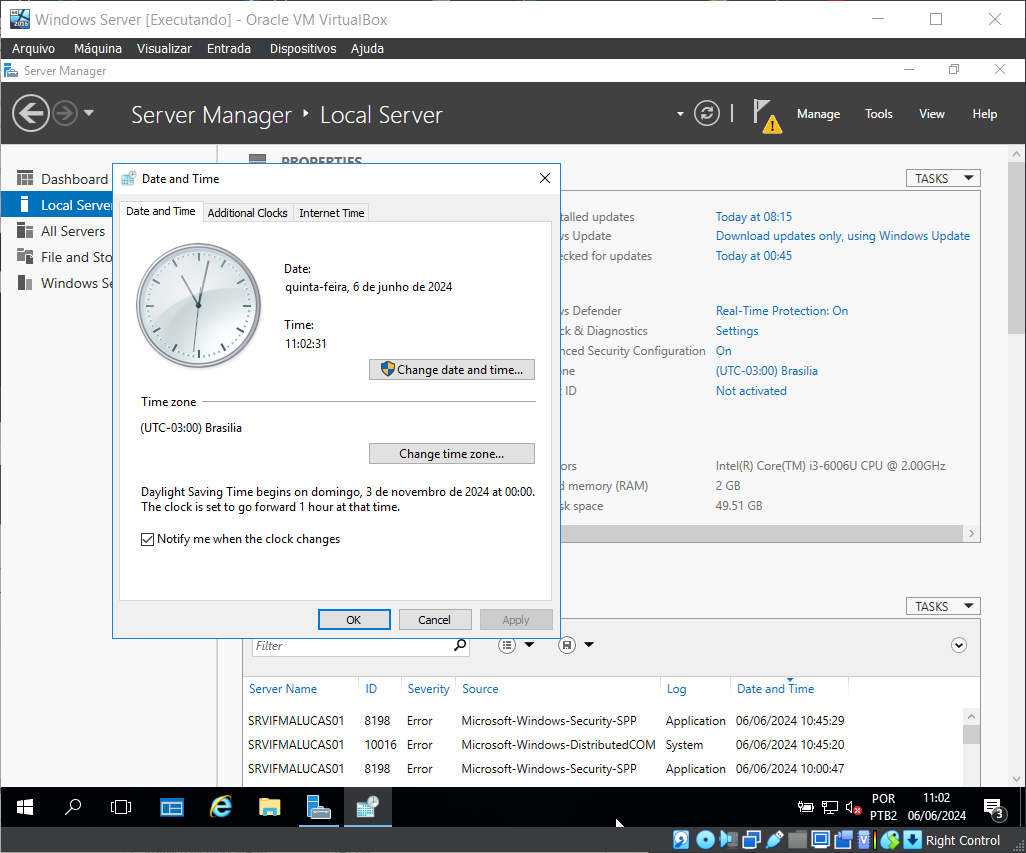 Windows Server [Executando] - Oracle VM VirtualBox
Arquivo Máquina Visualizar Entrada Dispositivos Ajuda
Server Manager
Server Manager Local Server
Manage Tools View Help
PROPERTIES
TASKS
Dashboard
Local Server
All Servers
File and Sto
Windows Se
Date and Time
Date and Time Additional Clocks Internet Time
Date:
quinta-feira, 6 de junho de 2024
Time:
11:02:31
Change date and time...
Time zone
(UTC-03:00) Brasilia
Change time zone...
Daylight Saving Time begins on domingo, 3 de novembro de 2024 at 00:00.
The clock is set to go forward 1 hour at that time.
Notify me when the clock changes
OK Cancel Apply
talled updates Today at 08:15
vs Update Download updates only, using Windows Update
ecked for updates Today at 00:45
vs Defender Real-Time Protection: On
ck & Diagnostics Settings
nced Security Configuration On
ne (UTC-03:00) Brasilia
t ID Not activated
ors Intel(R) Core(TM) i3-6006U CPU @ 2.00GHz
d memory (RAM) 2 GB
sk space 49.51 GB
TASKS
Filter
Server Name ID Severity Source Log Date and Time
SRVIFMALUCAS01 8198 Error Microsoft-Windows-Security-SPP Application 06/06/2024 10:45:29
SRVIFMALUCAS01 10016 Error Microsoft-Windows-DistributedCOM System 06/06/2024 10:45:20
SRVIFMALUCAS01 8198 Error Microsoft-Windows-Security-SPP Application 06/06/2024 10:00:47
POR 11:02
PTB2 06/06/2024 3
Right Control